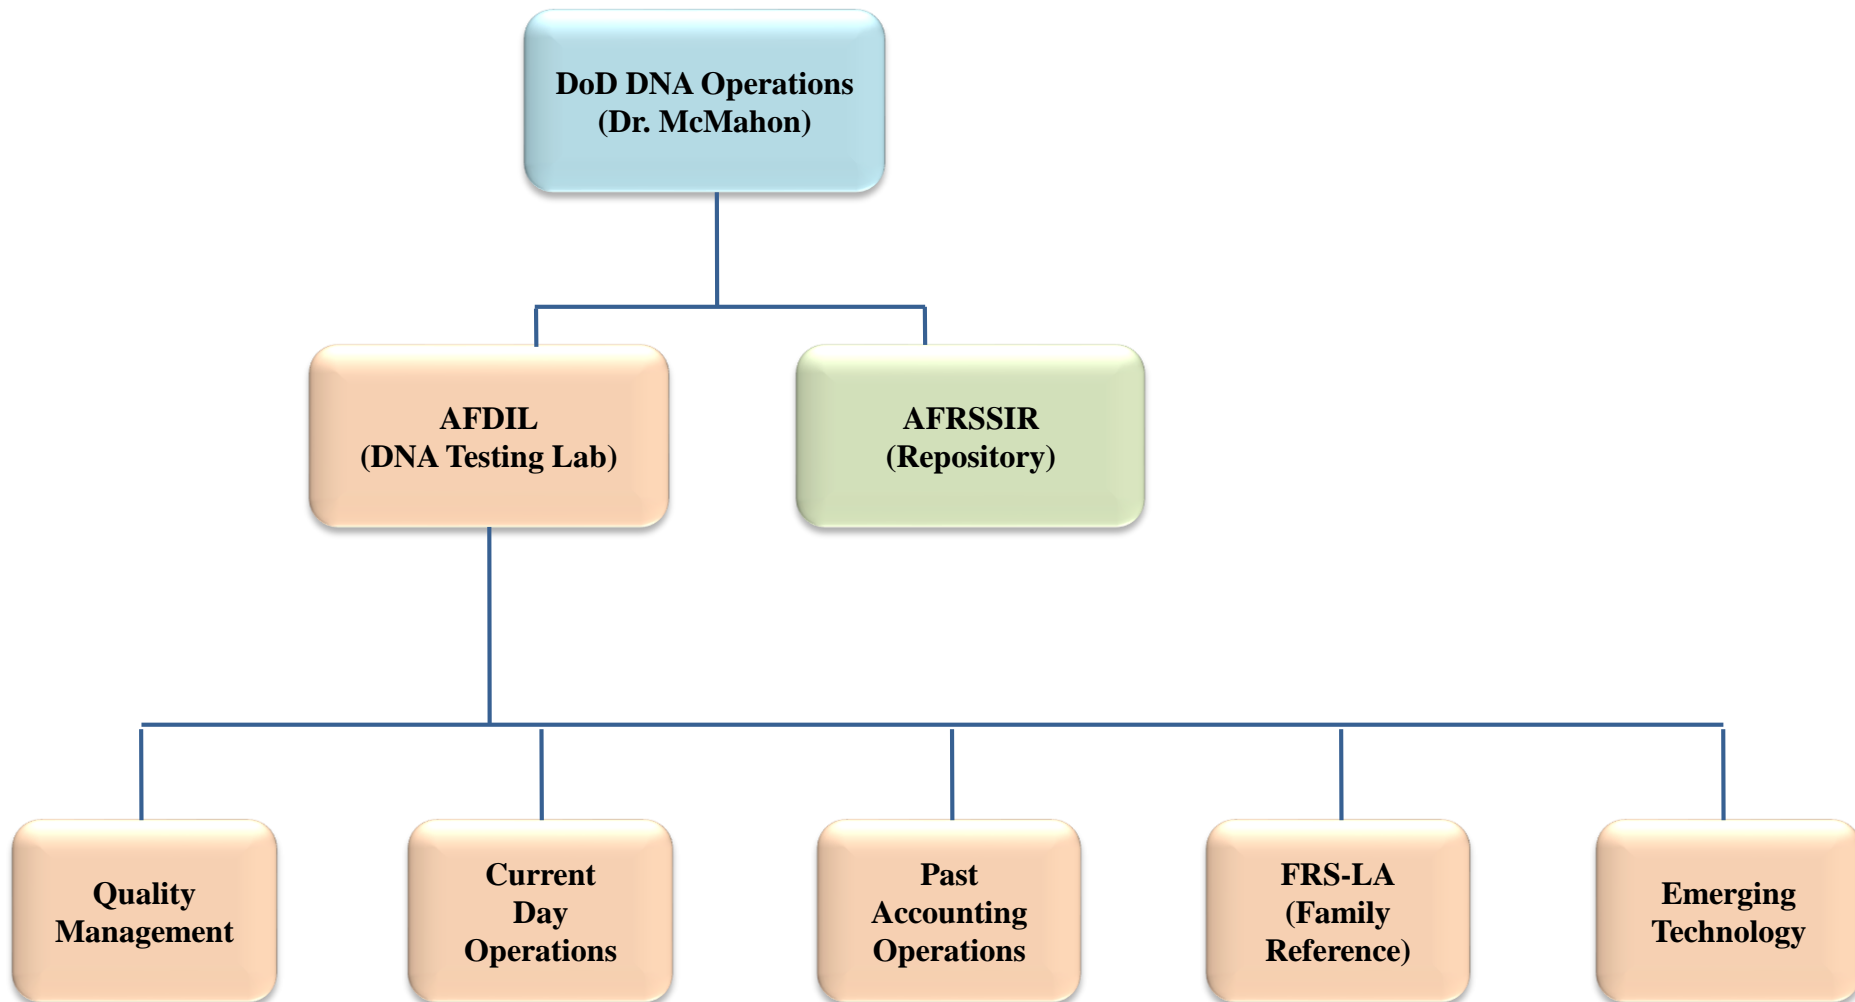 DoD DNA Operations
(Dr. McMahon)
AFDIL
(DNA Testing Lab)
AFRSSIR
(Repository)
Quality
Management
Current
Day
Operations
Past
Accounting
Operations
FRS-LA
(Family
Reference)
Emerging
Technology